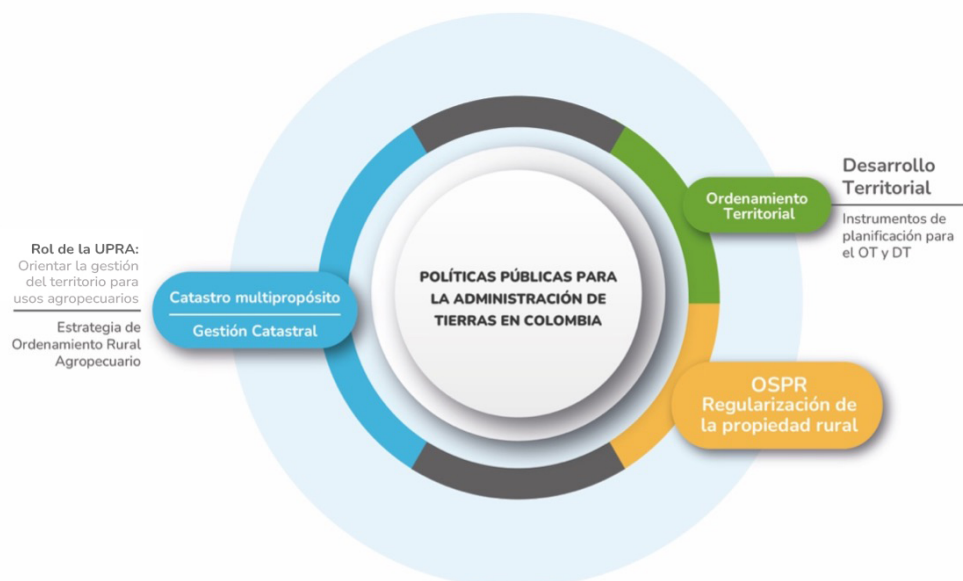 Rol de la UPRA:
Orientar la gestión
del territorio para
usos agropecuarios
Estrategia de
Ordenamiento Rural
Agropecuario
Catastro multipropósito
Gestión Catastral
POLÍTICAS PÚBLICAS PARA
LA ADMINISTRACIÓN DE
TIERRAS EN COLOMBIA
Ordenamiento
Territorial
Desarrollo
Territorial
Instrumentos de
planificación para
el OT y DT
OSPR
Regularización de
la propiedad rural